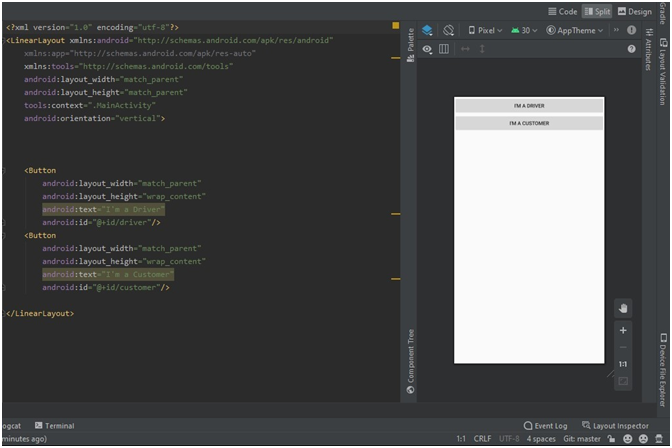 Code Split Design
<?xml version="1.0" encoding="utf-8"?>
<LinearLayout xmlns:android="http://schemas.android.com/apk/res/android"
xmlns:app="http://schemas.android.com/apk/res-auto"
xmlns:tools="http://schemas.android.com/tools"
android:layout_width="match_parent"
android:layout_height="match_parent"
tools:context=".MainActivity"
android:orientation="vertical">
<Button
android:layout_width="match_parent"
android:layout_height="wrap_content"
android:text="I'm a Driver"
android:id="@+id/driver"/>
<Button
android:layout_width="match_parent"
android:layout_height="wrap_content"
android:text="I'm a Customer"
android:id="@+id/customer"/>
</LinearLayout>
Palette
Component Tree
Pixel 30 AppTheme »
I'M A DRIVER
I'M A CUSTOMER
1:1
Attributes
Gradle
Layout Validation
Device File Explorer
ogcat Terminal Event Log Layout Inspector
minutes ago) 1:1 CRLF UTF-8 4 spaces Git: master